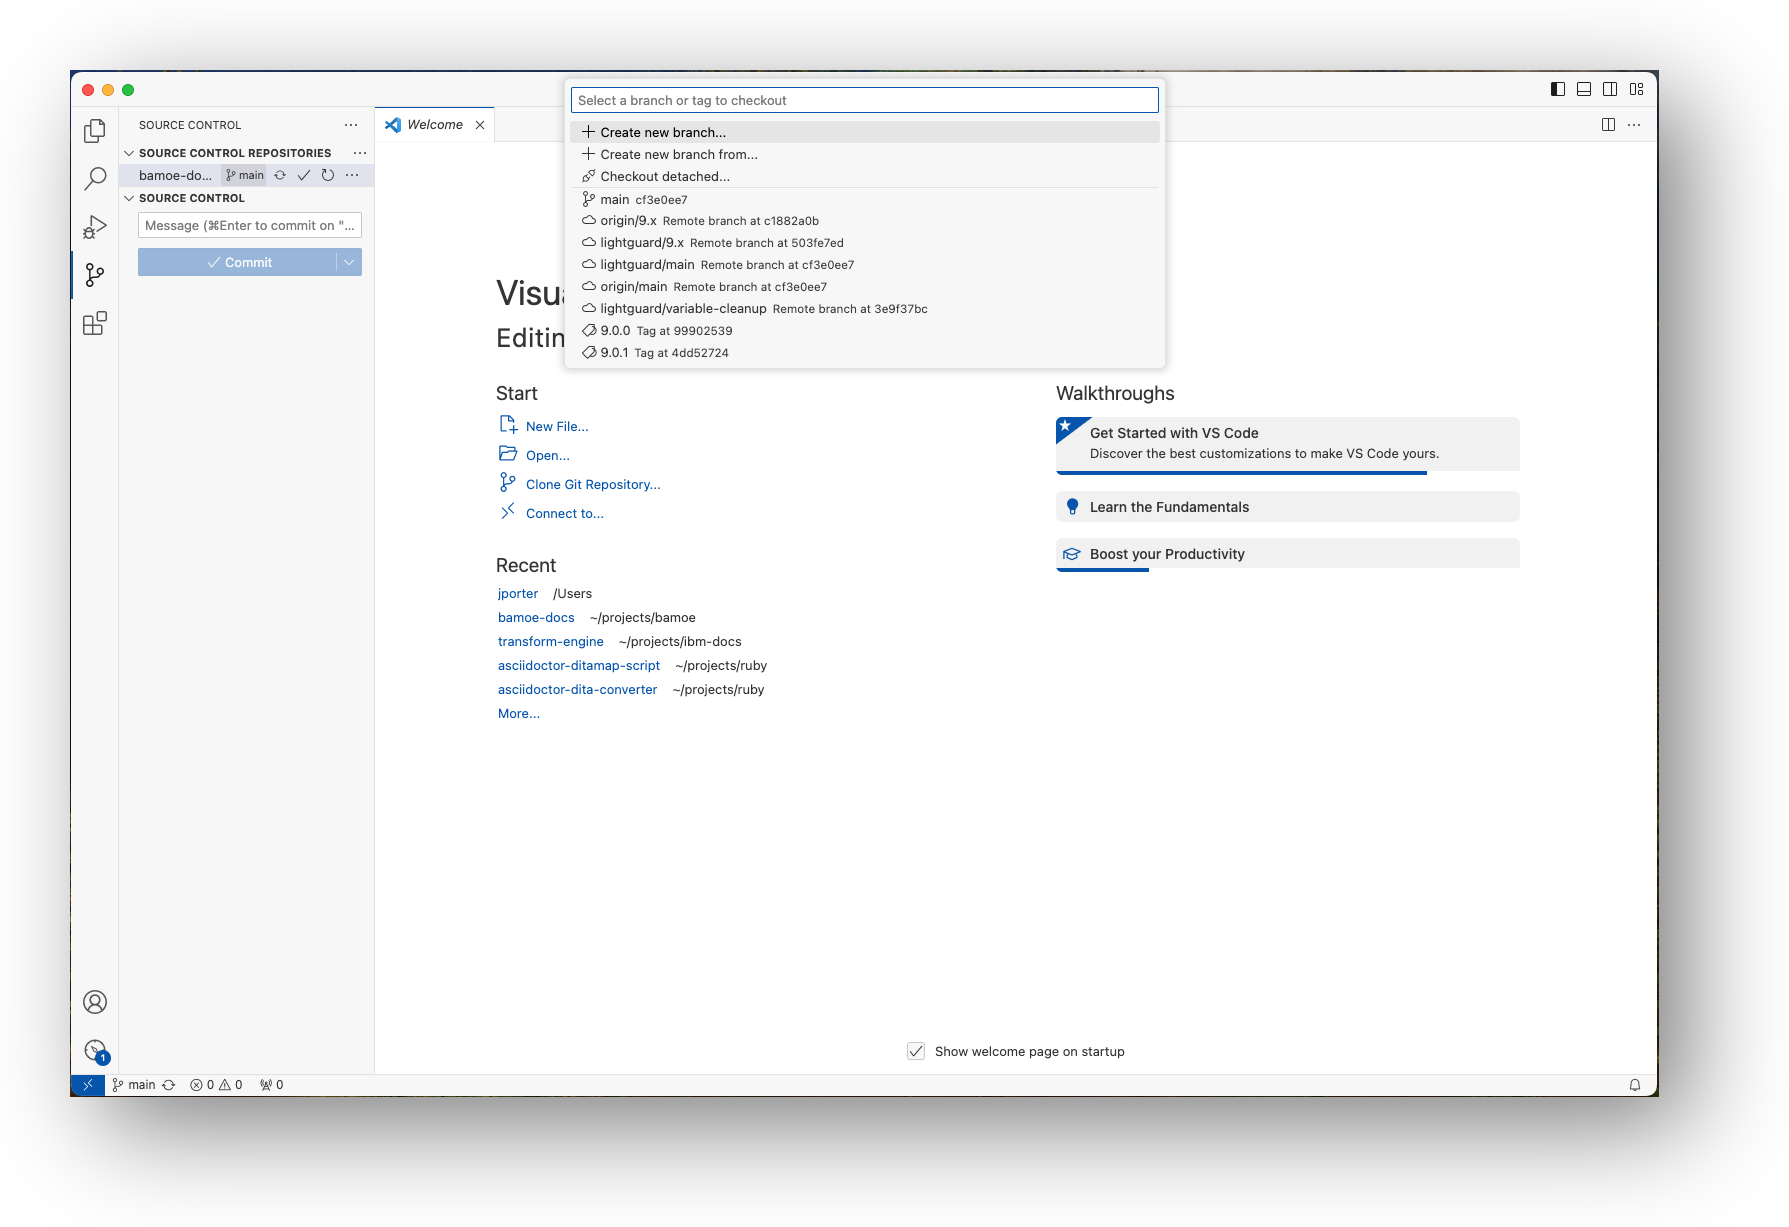 Select a branch or tag to checkout
Create new branch...
Create new branch from...
Checkout detached...
main cf3e0ee7
origin/9.x Remote branch at c1882a0b
lightguard/9.x Remote branch at 503fe7ed
lightguard/main Remote branch at cf3e0ee7
origin/main Remote branch at cf3e0ee7
lightguard/variable-cleanup Remote branch at 3e9f37bc
9.0.0 Tag at 99902539
9.0.1 Tag at 4dd52724
SOURCE CONTROL
SOURCE CONTROL REPOSITORIES
bamoe-do... main
SOURCE CONTROL
Message (⌘Enter to commit on "...
Commit
Welcome
Visu
Editin
Start
New File...
Open...
Clone Git Repository...
Connect to...
Recent
jporter /Users
bamoe-docs ~/projects/bamoe
transform-engine ~/projects/ibm-docs
asciidoctor-ditamap-script ~/projects/ruby
asciidoctor-dita-converter ~/projects/ruby
More...
Walkthroughs
Get Started with VS Code
Discover the best customizations to make VS Code yours.
Learn the Fundamentals
Boost your Productivity
Show welcome page on startup
1
main 0 0 0